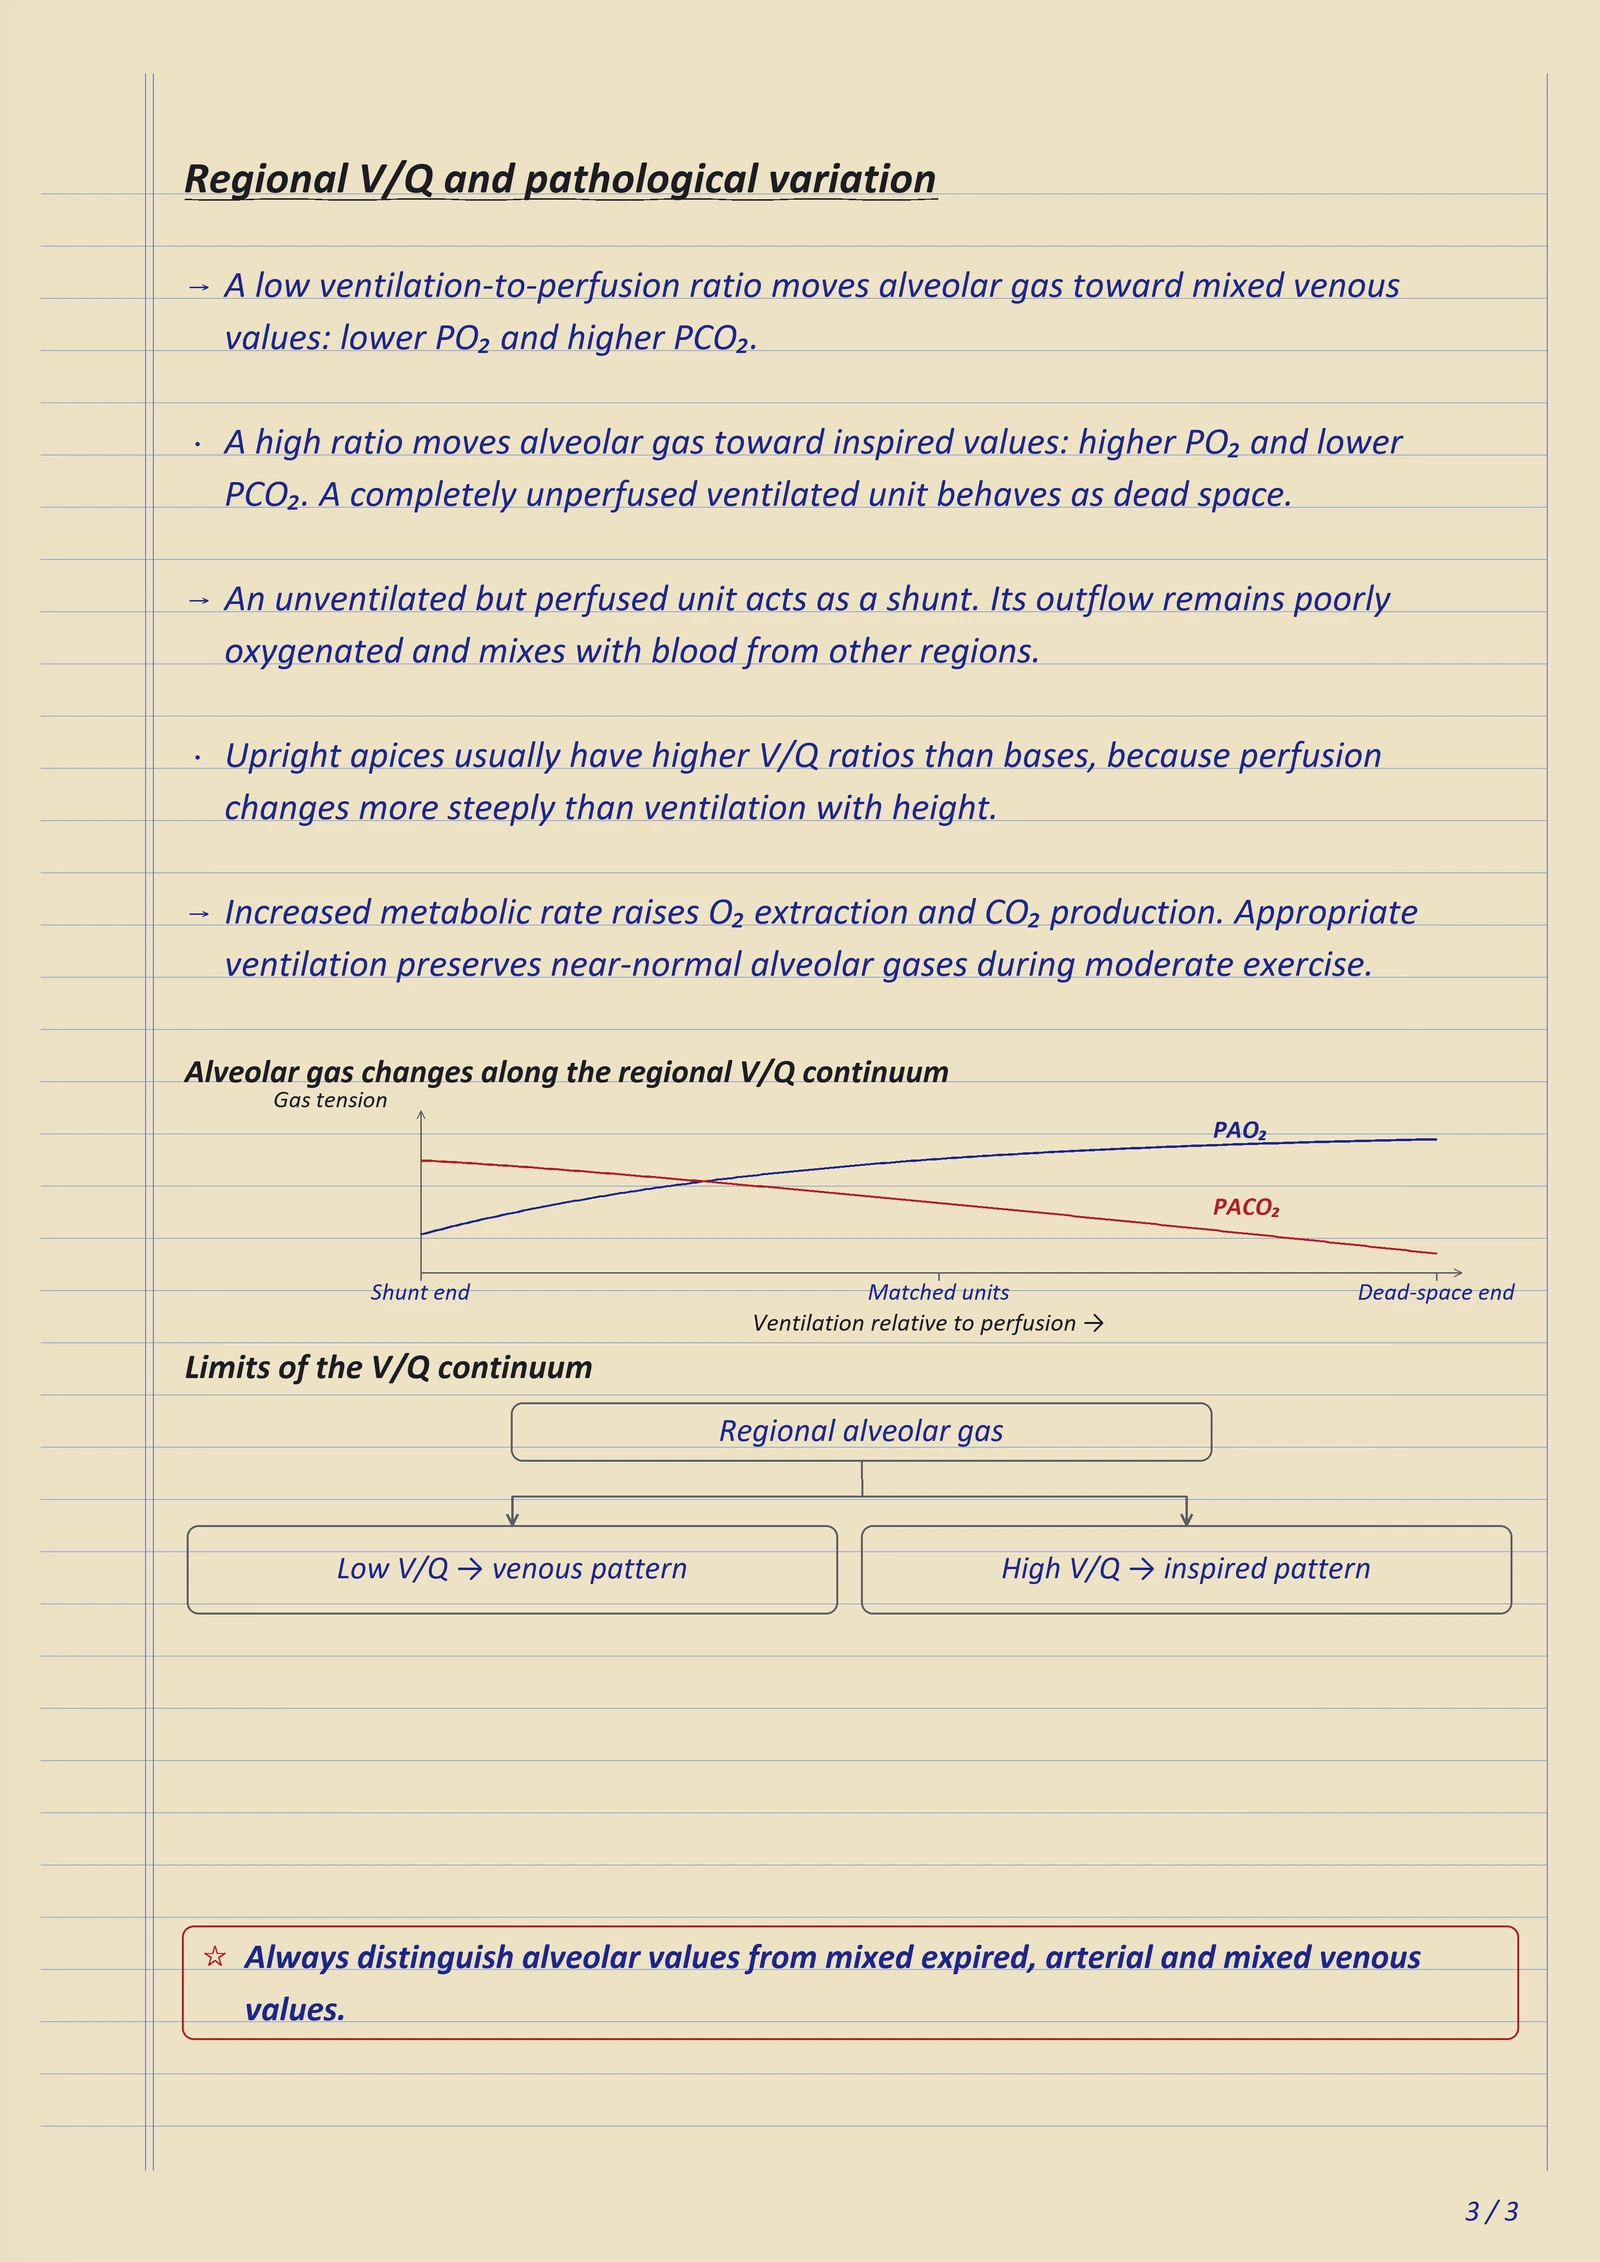 Regional V/Q and pathological variation
→ A low ventilation-to-perfusion ratio moves alveolar gas toward mixed venous
values: lower PO₂ and higher PCO₂.
· A high ratio moves alveolar gas toward inspired values: higher PO₂ and lower
PCO₂. A completely unperfused ventilated unit behaves as dead space.
→ An unventilated but perfused unit acts as a shunt. Its outflow remains poorly
oxygenated and mixes with blood from other regions.
· Upright apices usually have higher V/Q ratios than bases, because perfusion
changes more steeply than ventilation with height.
→ Increased metabolic rate raises O₂ extraction and CO₂ production. Appropriate
ventilation preserves near-normal alveolar gases during moderate exercise.
Alveolar gas changes along the regional V/Q continuum
Gas tension
PAO₂
PACO₂
Shunt end Matched units Dead-space end
Ventilation relative to perfusion →
Limits of the V/Q continuum
Regional alveolar gas
Low V/Q → venous pattern High V/Q → inspired pattern
☆ Always distinguish alveolar values from mixed expired, arterial and mixed venous
values.
3 / 3